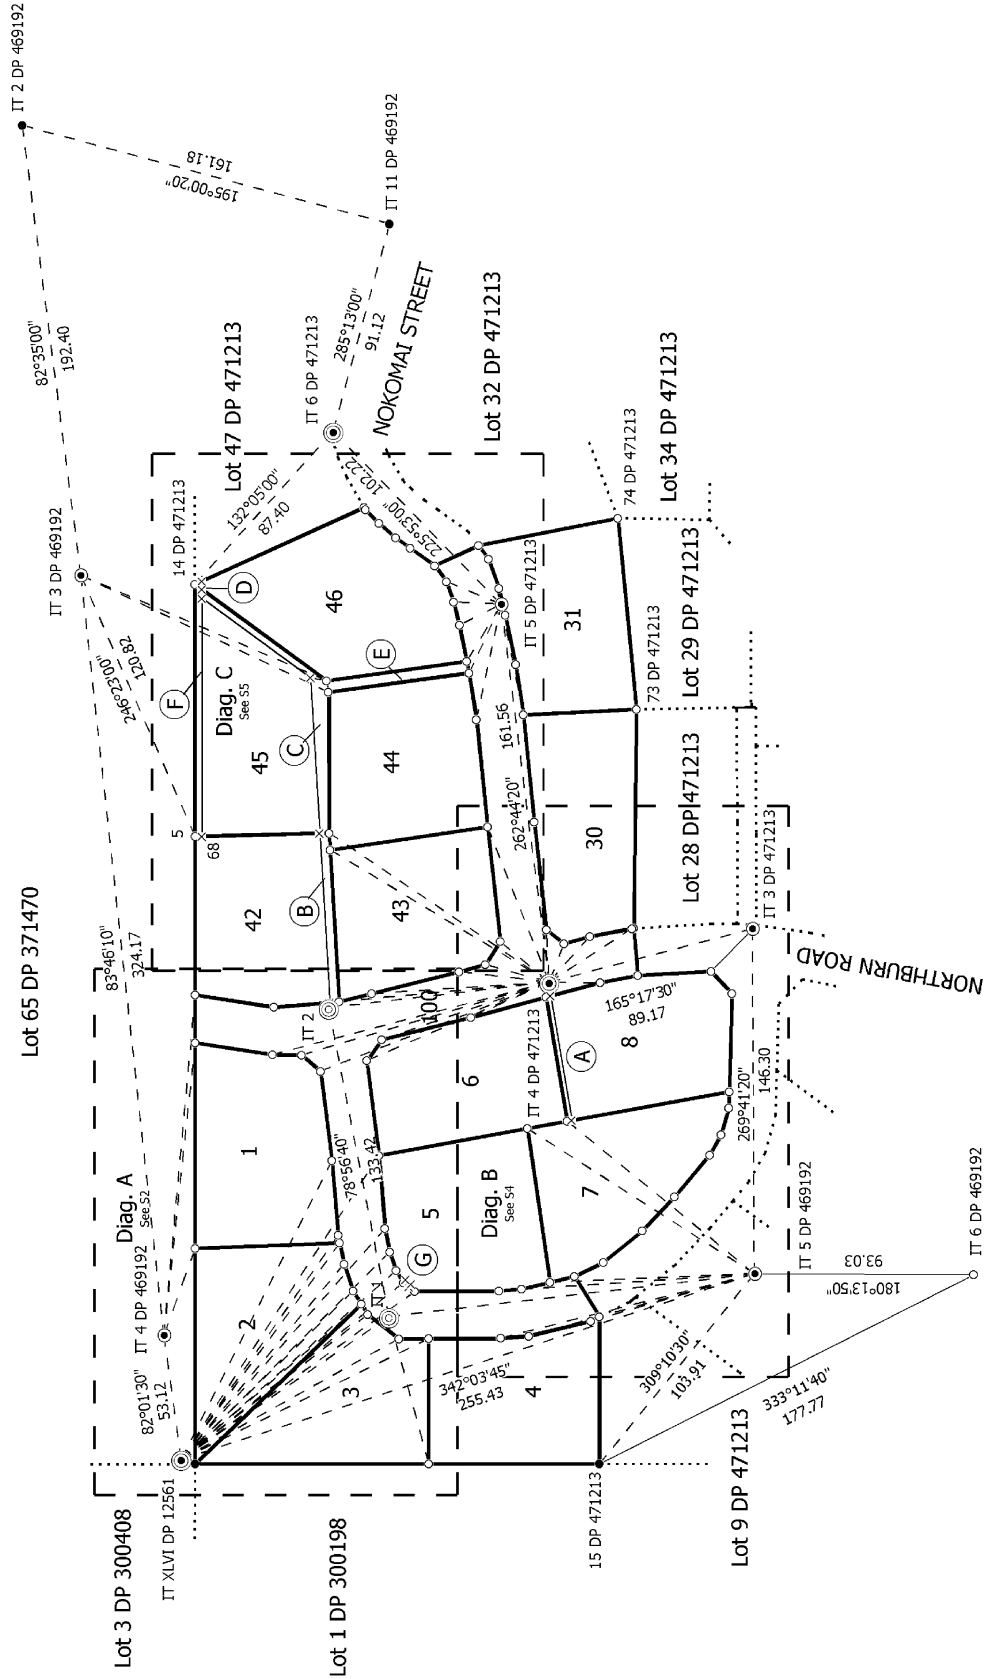 Lot 3 DP 300408
Lot 1 DP 300198
Lot 65 DP 371470
Lot 47 DP 471213
Lot 32 DP 471213
Lot 34 DP 471213
Lot 29 DP 471213
Lot 28 DP 471213
Lot 9 DP 471213
NOKOMAI STREET
NORTHBURN ROAD
IT XLVI DP 12561
IT 4 DP 469192
IT 3 DP 469192
IT 2 DP 469192
IT 11 DP 469192
IT 6 DP 471213
IT 5 DP 471213
IT 4 DP 471213
IT 3 DP 471213
IT 5 DP 469192
IT 6 DP 469192
14 DP 471213
15 DP 471213
73 DP 471213
74 DP 471213
IT 1
IT 2
5
68
Diag. A
See S2
Diag. B
See S4
Diag. C
See S5
1
2
3
4
5
6
7
8
30
31
42
43
44
45
46
100
A
B
C
D
E
F
G
82°01'30"
53.12
83°46'10"
324.17
82°35'00"
192.40
195°00'20"
161.18
285°13'00"
91.12
132°05'00"
87.40
225°53'00"
102.22
246°23'00"
120.82
262°44'20"
161.56
165°17'30"
89.17
78°56'40"
133.42
269°41'20"
146.30
342°03'45"
255.43
309°10'30"
103.91
333°11'40"
177.77
180°13'50"
93.03